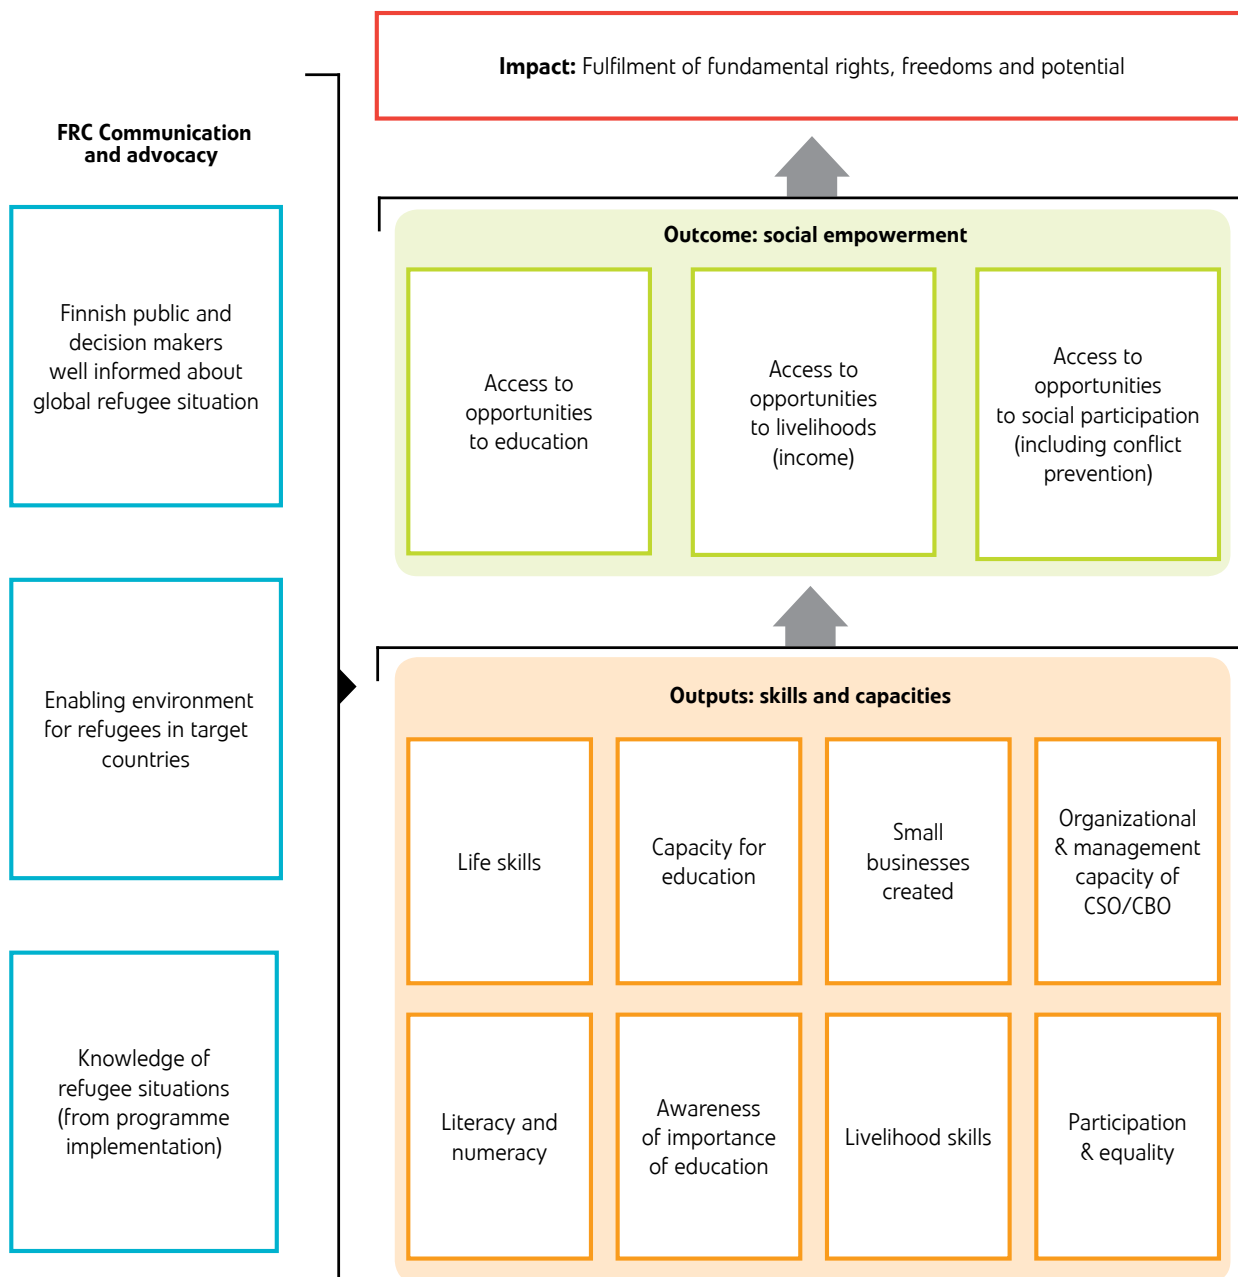 Impact: Fulfilment of fundamental rights, freedoms and potential
FRC Communication
and advocacy
Finnish public and
decision makers
well informed about
global refugee situation
Enabling environment
for refugees in target
countries
Knowledge of
refugee situations
(from programme
implementation)
Outcome: social empowerment
Access to
opportunities
to education
Access to
opportunities
to livelihoods
(income)
Access to
opportunities
to social participation
(including conflict
prevention)
Outputs: skills and capacities
Life skills
Capacity for
education
Small
businesses
created
Organizational
& management
capacity of
CSO/CBO
Literacy and
numeracy
Awareness
of importance
of education
Livelihood skills
Participation
& equality